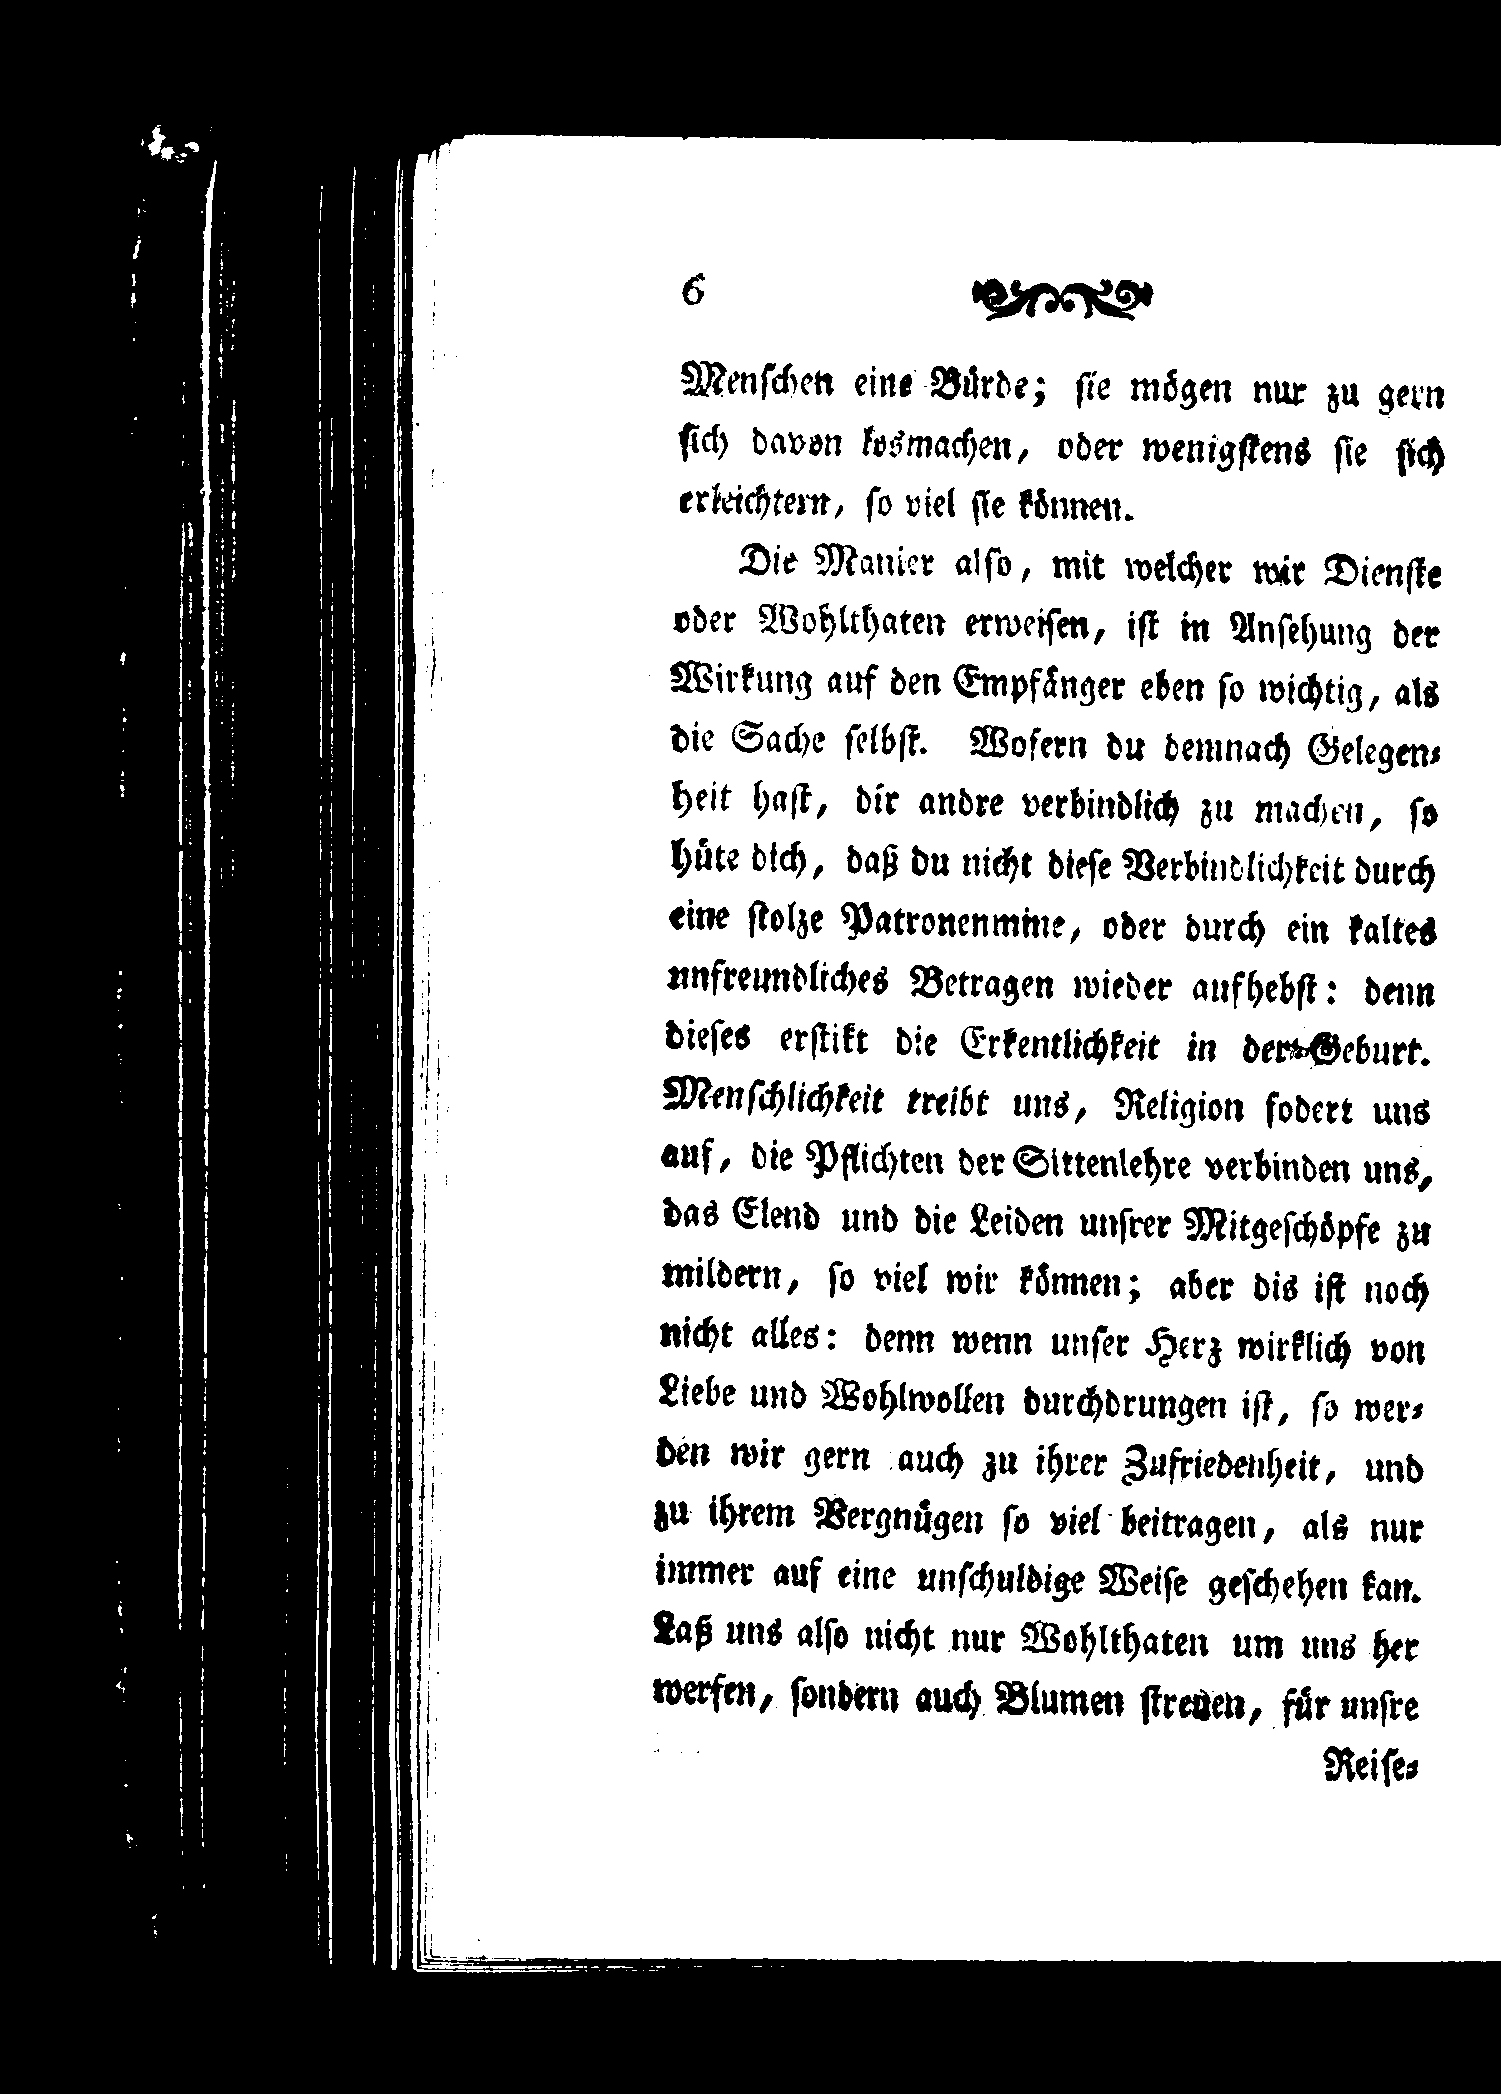 6
Menſchen eine Bürde; ſie mögen nur zu gern
ſich davon losmachen, oder wenigſtens ſie ſich
erleichtern, ſo viel ſie können.
Die Manier alſo, mit welcher wir Dienſte
oder Wohlthaten erweiſen, iſt in Anſehung der
Wirkung auf den Empfänger eben ſo wichtig, als
die Sache ſelbſt. Wofern du demnach Gelegen-
heit haſt, dir andre verbindlich zu machen, ſo
hüte dich, daß du nicht dieſe Verbindlichkeit durch
eine ſtolze Patronenmine, oder durch ein kaltes
unfreundliches Betragen wieder aufhebſt: denn
dieſes erſtikt die Erkentlichkeit in der Geburt.
Menſchlichkeit treibt uns, Religion fodert uns
auf, die Pflichten der Sittenlehre verbinden uns,
das Elend und die Leiden unſrer Mitgeſchöpfe zu
mildern, ſo viel wir können; aber dis iſt noch
nicht alles: denn wenn unſer Herz wirklich von
Liebe und Wohlwollen durchdrungen iſt, ſo wer-
den wir gern auch zu ihrer Zufriedenheit, und
zu ihrem Vergnügen ſo viel beitragen, als nur
immer auf eine unſchuldige Weiſe geſchehen kan.
Laß uns alſo nicht nur Wohlthaten um uns her
werfen, ſondern auch Blumen ſtreuen, für unſre
Reiſe-